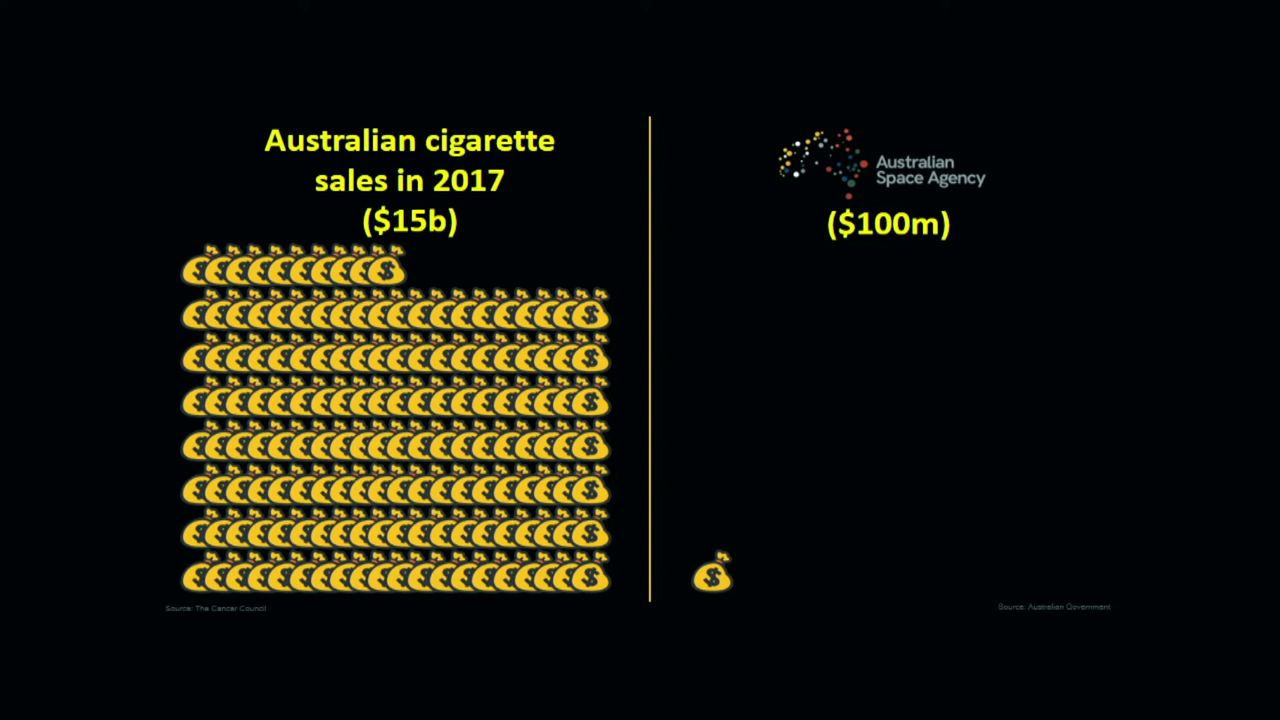 Australian cigarette
sales in 2017
($15b)
Australian
Space Agency
($100m)
Source: The Cancer Council
Source: Australian Government